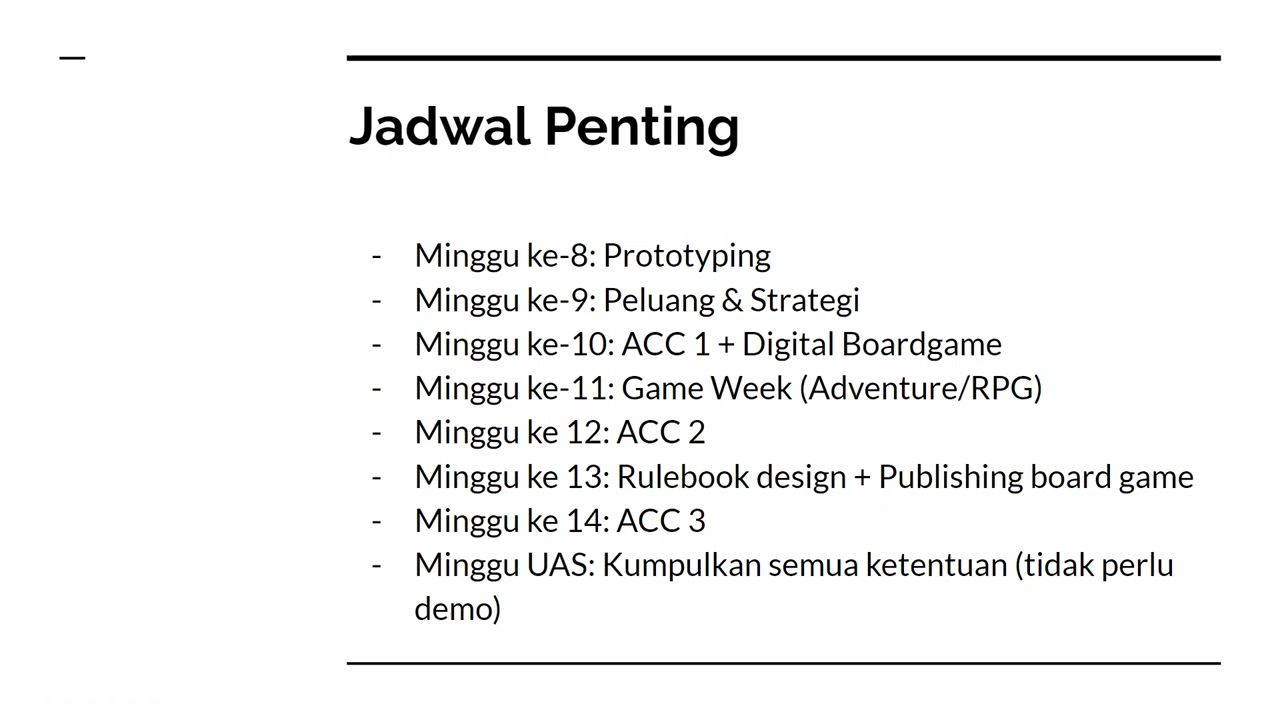 Jadwal Penting
- Minggu ke-8: Prototyping
- Minggu ke-9: Peluang & Strategi
- Minggu ke-10: ACC 1 + Digital Boardgame
- Minggu ke-11: Game Week (Adventure/RPG)
- Minggu ke 12: ACC 2
- Minggu ke 13: Rulebook design + Publishing board game
- Minggu ke 14: ACC 3
- Minggu UAS: Kumpulkan semua ketentuan (tidak perlu
demo)